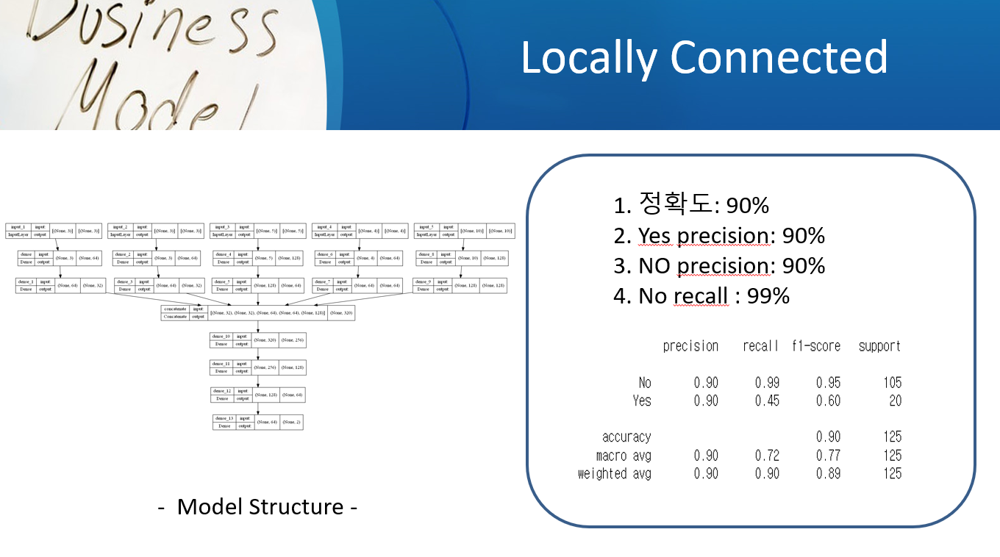 Business
Model
Locally Connected
input_1 input: [(None, 3)] [(None, 3)]
InputLayer output:
input_2 input: [(None, 3)] [(None, 3)]
InputLayer output:
input_3 input: [(None, 5)] [(None, 5)]
InputLayer output:
input_4 input: [(None, 4)] [(None, 4)]
InputLayer output:
input_5 input: [(None, 10)] [(None, 10)]
InputLayer output:
dense input: (None, 3) (None, 64)
Dense output:
dense_2 input: (None, 3) (None, 64)
Dense output:
dense_4 input: (None, 5) (None, 128)
Dense output:
dense_6 input: (None, 4) (None, 64)
Dense output:
dense_8 input: (None, 10) (None, 128)
Dense output:
dense_1 input: (None, 64) (None, 32)
Dense output:
dense_3 input: (None, 64) (None, 32)
Dense output:
dense_5 input: (None, 128) (None, 64)
Dense output:
dense_7 input: (None, 64) (None, 64)
Dense output:
dense_9 input: (None, 128) (None, 128)
Dense output:
concatenate input: [(None, 32), (None, 32), (None, 64), (None, 64), (None, 128)] (None, 320)
Concatenate output:
dense_10 input: (None, 320) (None, 256)
Dense output:
dense_11 input: (None, 256) (None, 128)
Dense output:
dense_12 input: (None, 128) (None, 64)
Dense output:
dense_13 input: (None, 64) (None, 2)
Dense output:
- Model Structure -
1. 정확도: 90%
2. Yes precision: 90%
3. NO precision: 90%
4. No recall : 99%
precision recall f1-score support
No 0.90 0.99 0.95 105
Yes 0.90 0.45 0.60 20
accuracy 0.90 125
macro avg 0.90 0.72 0.77 125
weighted avg 0.90 0.90 0.89 125